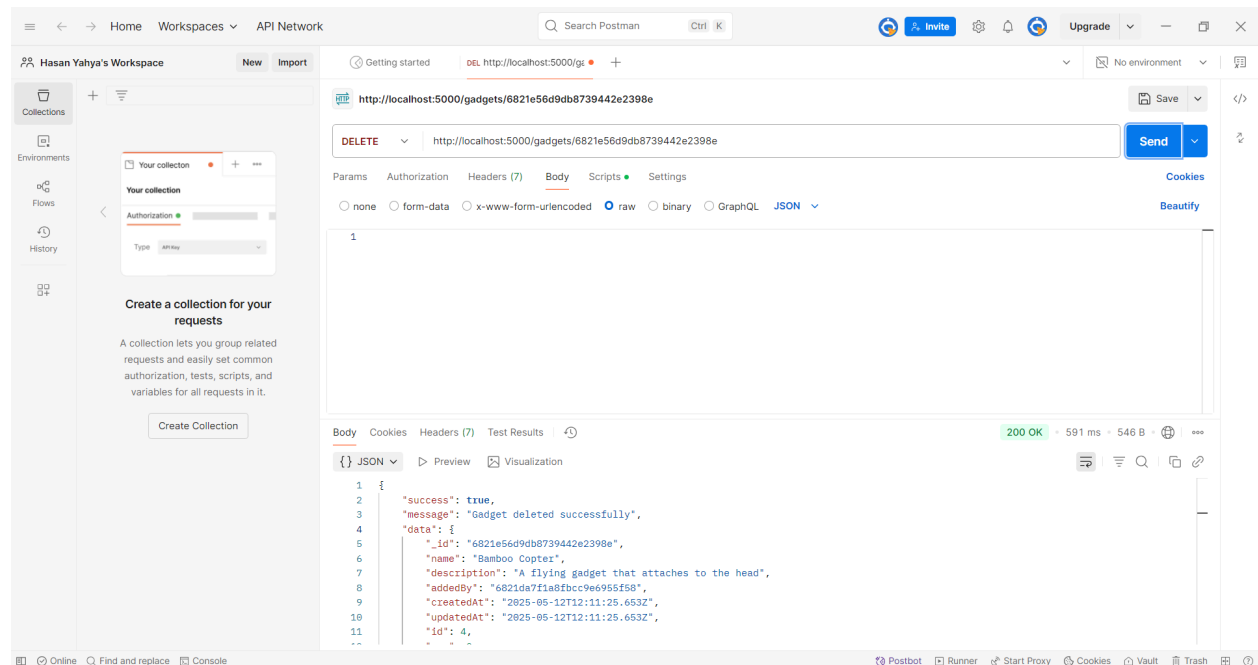 Home Workspaces API Network Search Postman Ctrl K Invite Upgrade
Hasan Yahya's Workspace New Import Getting started DEL http://localhost:5000/ga No environment
Collections
Environments
Flows
History
Your collecton
Your collection
Authorization
Type API Key
Create a collection for your
requests
A collection lets you group related
requests and easily set common
authorization, tests, scripts, and
variables for all requests in it.
Create Collection
HTTP http://localhost:5000/gadgets/6821e56d9db8739442e2398e Save
DELETE http://localhost:5000/gadgets/6821e56d9db8739442e2398e Send
Params Authorization Headers (7) Body Scripts Settings Cookies
none form-data x-www-form-urlencoded raw binary GraphQL JSON Beautify
1
Body Cookies Headers (7) Test Results 200 OK 591 ms 546 B
{} JSON Preview Visualization
1 {
2 "success": true,
3 "message": "Gadget deleted successfully",
4 "data": {
5 "_id": "6821e56d9db8739442e2398e",
6 "name": "Bamboo Copter",
7 "description": "A flying gadget that attaches to the head",
8 "addedBy": "6821da7f1a8fbcc9e6955f58",
9 "createdAt": "2025-05-12T12:11:25.653Z",
10 "updatedAt": "2025-05-12T12:11:25.653Z",
11 "id": 4,
Online Find and replace Console Postbot Runner Start Proxy Cookies Vault Trash